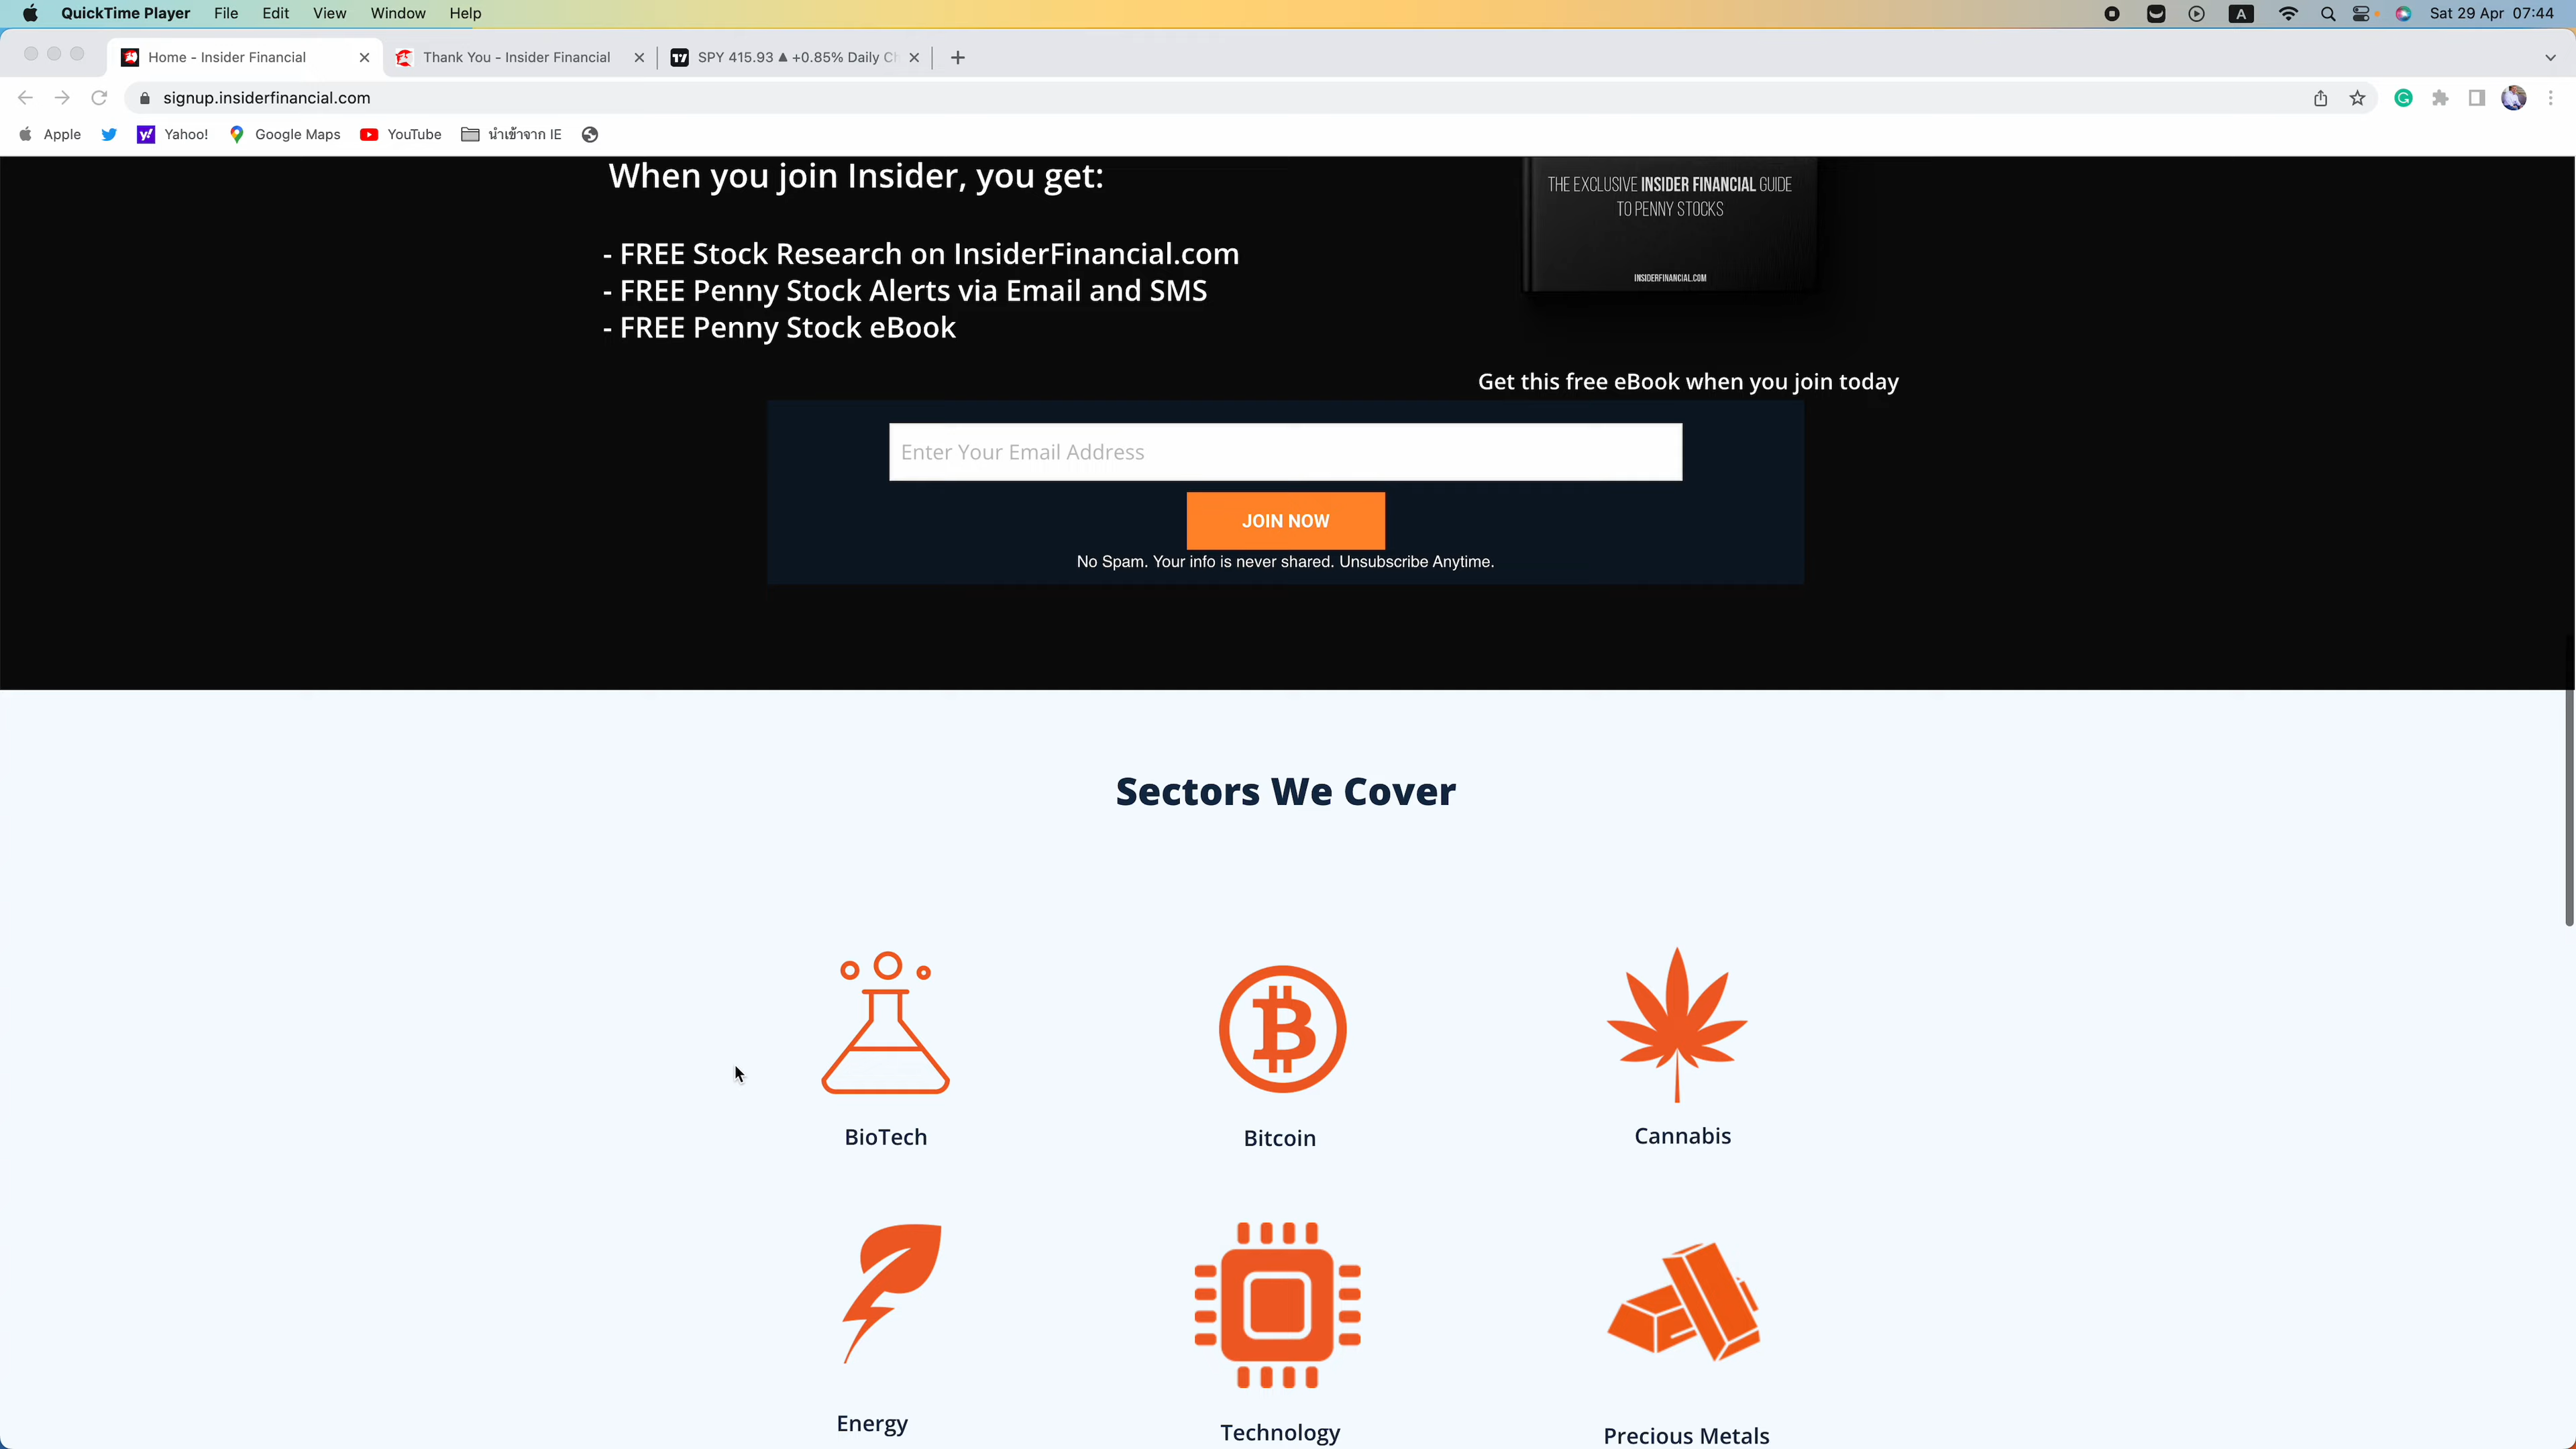 QuickTime Player File Edit View Window Help A Sat 29 Apr 07:44
Home - Insider Financial Thank You - Insider Financial SPY 415.93 ▲ +0.85% Daily Ch
signup.insiderfinancial.com
Apple Yahoo! Google Maps YouTube นำเข้าจาก IE
When you join Insider, you get:
- FREE Stock Research on InsiderFinancial.com
- FREE Penny Stock Alerts via Email and SMS
- FREE Penny Stock eBook
THE EXCLUSIVE INSIDER FINANCIAL GUIDE
TO PENNY STOCKS
INSIDERFINANCIAL.COM
Get this free eBook when you join today
Enter Your Email Address
JOIN NOW
No Spam. Your info is never shared. Unsubscribe Anytime.
Sectors We Cover
BioTech Bitcoin Cannabis
Energy Technology Precious Metals